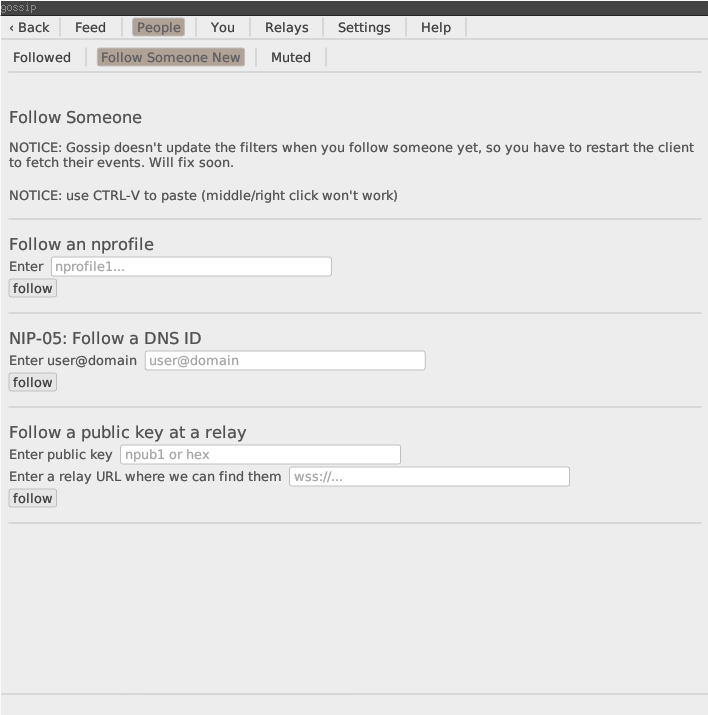 gossip
‹ Back Feed People You Relays Settings Help
Followed Follow Someone New Muted
Follow Someone
NOTICE: Gossip doesn't update the filters when you follow someone yet, so you have to restart the client
to fetch their events. Will fix soon.
NOTICE: use CTRL-V to paste (middle/right click won't work)
Follow an nprofile
Enter nprofile1...
follow
NIP-05: Follow a DNS ID
Enter user@domain user@domain
follow
Follow a public key at a relay
Enter public key npub1 or hex
Enter a relay URL where we can find them wss://...
follow